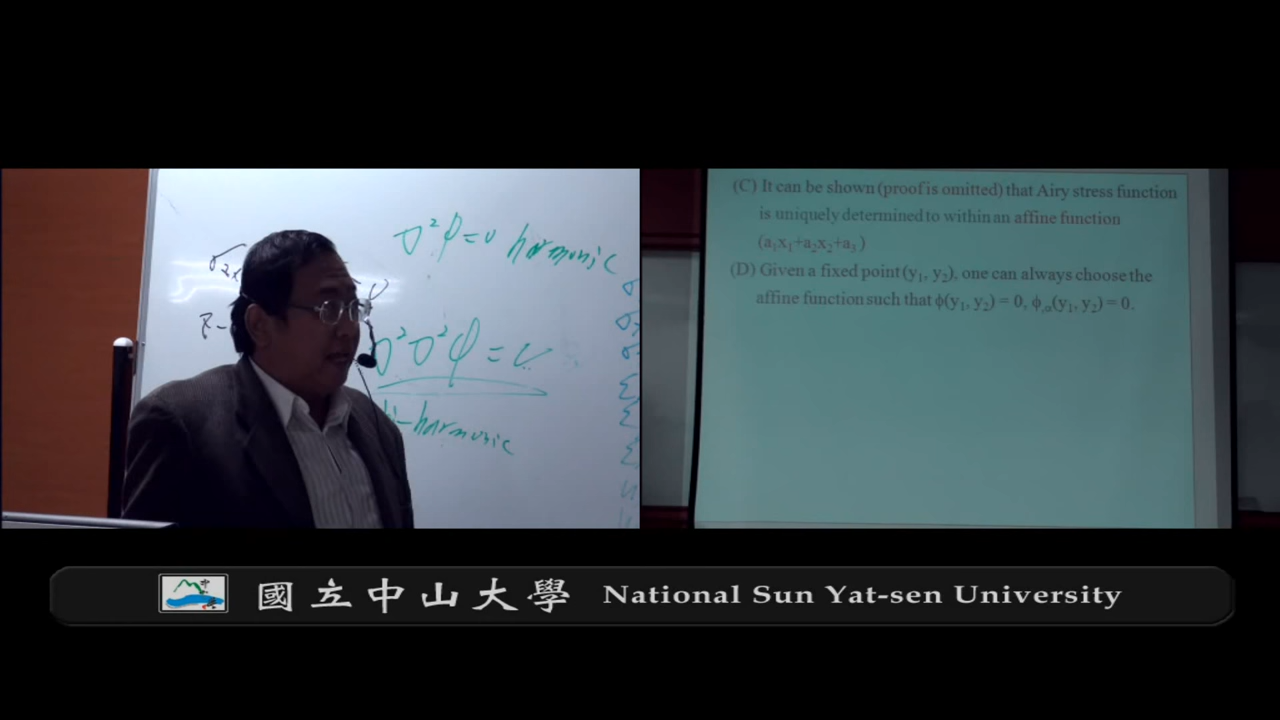 ∇²φ=0 harmonic
∇²∇²φ=0
bi-harmonic
(C) It can be shown (proof is omitted) that Airy stress function
is uniquely determined to within an affine function
(a₁x₁+a₂x₂+a₃)
(D) Given a fixed point (y₁, y₂), one can always choose the
affine function such that ϕ(y₁, y₂) = 0, ϕ,α(y₁, y₂) = 0.
國立中山大學 National Sun Yat-sen University